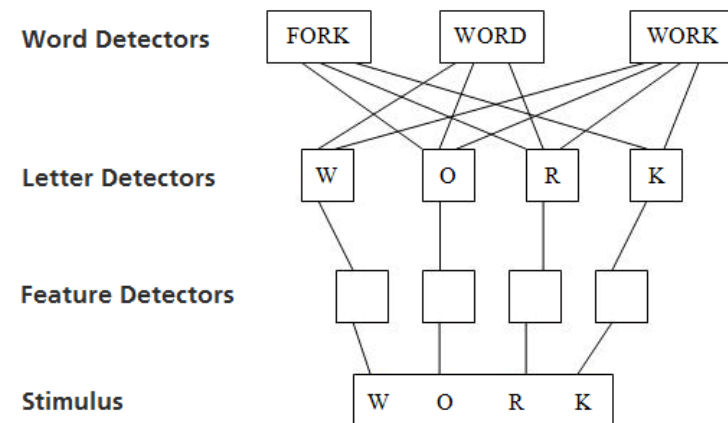 Word Detectors FORK WORD WORK
Letter Detectors W O R K
Feature Detectors
Stimulus W O R K